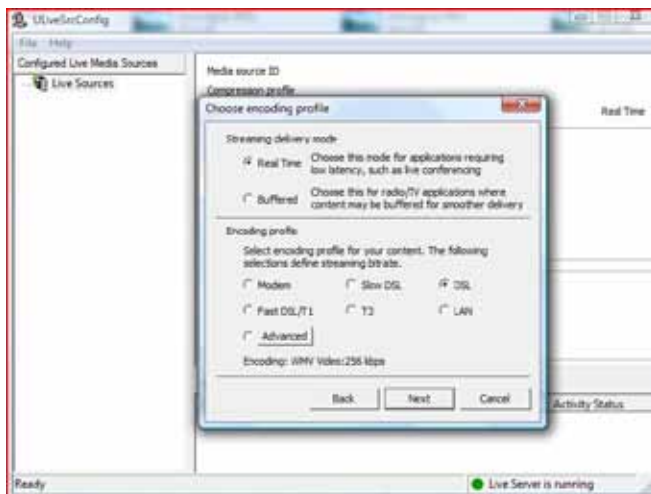 ULiveSrcConfig
File Help
Configured Live Media Sources
Live Sources
Media source ID
Compression profile
Real Time
Choose encoding profile
Streaming delivery mode
Real Time Choose this mode for applications requiring
low latency, such as live conferencing
Buffered Choose this for radio/TV applications where
content may be buffered for smoother delivery
Encoding profile
Select encoding profile for your content. The following
selections define streaming bitrate.
Modem Slow DSL DSL
Fast DSL/T1 T3 LAN
Advanced
Encoding: WMV Video:256 kbps
Back Next Cancel
Activity Status
Ready Live Server is running